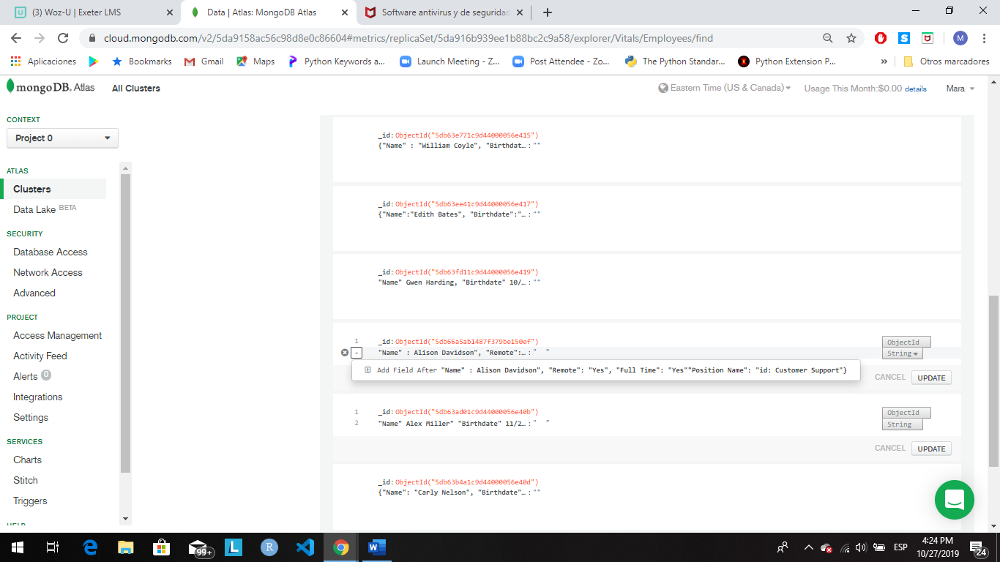 (3) Woz-U | Exeter LMS
Data | Atlas: MongoDB Atlas
Software antivirus y de seguridad
cloud.mongodb.com/v2/5da9158ac56c98d8e0c86604#metrics/replicaSet/5da916b939ee1b88bc2c9a58/explorer/Vitals/Employees/find
M
Aplicaciones
Bookmarks
Gmail
Maps
Python Keywords a...
Launch Meeting - Z...
Post Attendee - Zo...
The Python Standar...
Python Extension P...
»
Otros marcadores
mongoDB. Atlas
All Clusters
Eastern Time (US & Canada)
Usage This Month:$0.00 details
Mara
CONTEXT
Project 0
ATLAS
Clusters
Data Lake BETA
SECURITY
Database Access
Network Access
Advanced
PROJECT
Access Management
Activity Feed
Alerts 0
Integrations
Settings
SERVICES
Charts
Stitch
Triggers
HELP
_id: ObjectId("5db63e771c9d44000056e415")
{"Name" : "William Coyle", "Birthdat… : ""
_id: ObjectId("5db63ee41c9d44000056e417")
{"Name":"Edith Bates", "Birthdate":"… : ""
_id: ObjectId("5db63fd11c9d44000056e419")
"Name" Gwen Harding, "Birthdate" 10/… : ""
1 _id: ObjectId("5db66a5ab1487f379be150ef") ObjectId
- "Name" : Alison Davidson", "Remote":… : " " String
Add Field After "Name" : Alison Davidson", "Remote": "Yes", "Full Time": "Yes""Position Name": "id: Customer Support"}
CANCEL UPDATE
1 _id: ObjectId("5db63ad01c9d44000056e40b") ObjectId
2 "Name" Alex Miller" "Birthdate" 11/2… : " " String
CANCEL UPDATE
_id: ObjectId("5db63b4a1c9d44000056e40d")
{"Name": "Carly Nelson", "Birthdate"… : ""
99+
L
R
W
ESP
4:24 PM
10/27/2019
24